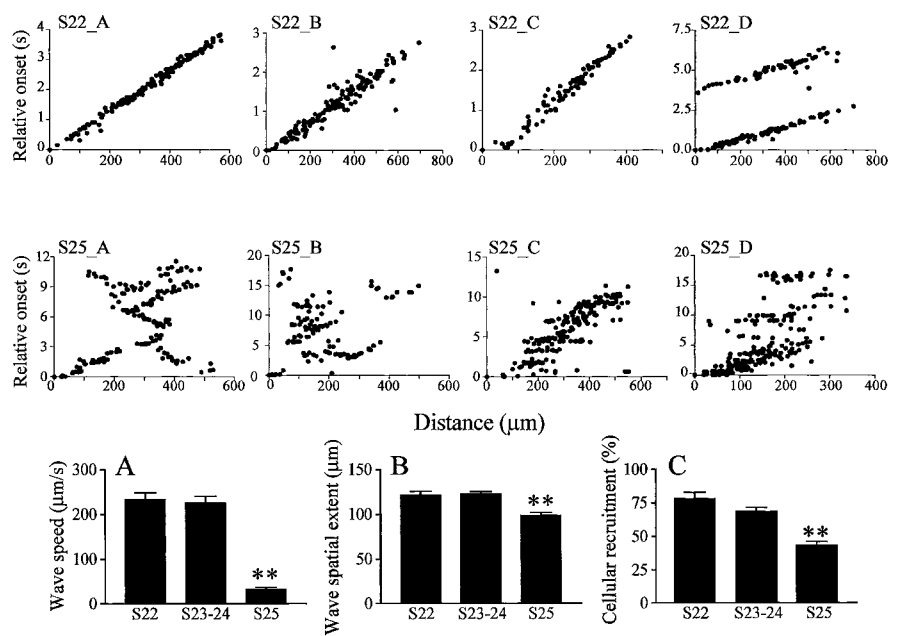 S22_A S22_B S22_C S22_D
Relative onset (s)
4 3 2 1 0
0 200 400 600
3 2 1 0
0 200 400 600 800
3 2 1 0
0 200 400
7.5 5.0 2.5 0.0
0 200 400 600 800
S25_A S25_B S25_C S25_D
Relative onset (s)
12 9 6 3 0
0 200 400 600
20 15 10 5 0
0 200 400 600
15 10 5 0
0 200 400 600
20 15 10 5 0
0 100 200 300 400
Distance (µm)
A
Wave speed (µm/s)
300 200 100 0
**
S22 S23-24 S25
B
Wave spatial extent (µm)
150 100 50 0
**
S22 S23-24 S25
C
Cellular recruitment (%)
100 75 50 25 0
**
S22 S23-24 S25